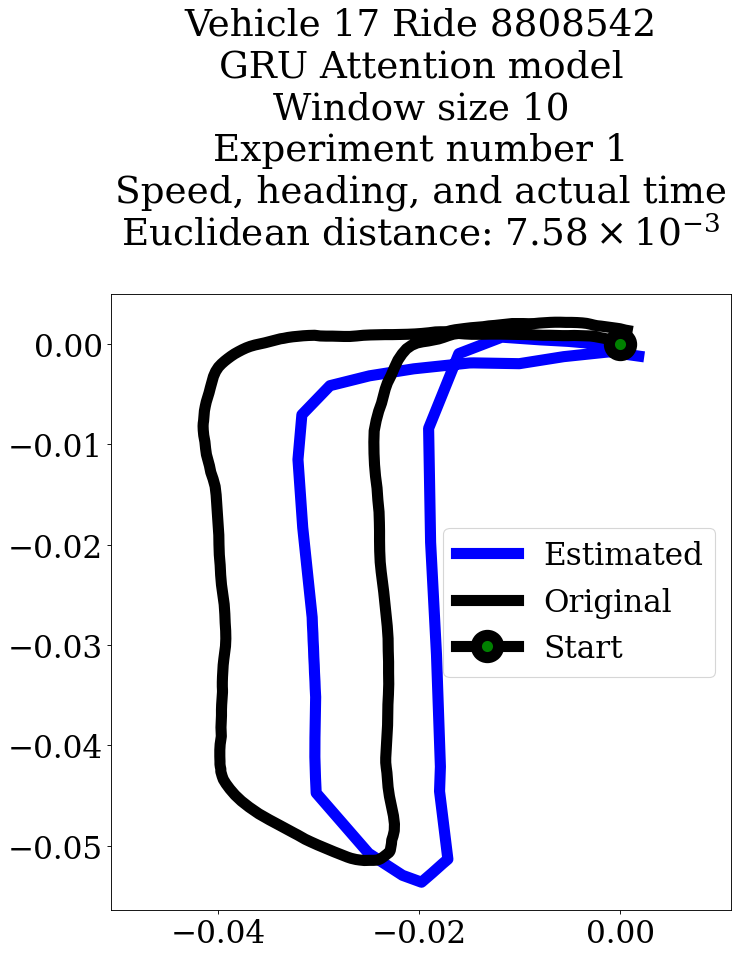 Vehicle 17 Ride 8808542
GRU Attention model
Window size 10
Experiment number 1
Speed, heading, and actual time
Euclidean distance: 7.58 × 10⁻³
0.00
−0.01
−0.02
−0.03
−0.04
−0.05
Estimated
Original
Start
−0.04
−0.02
0.00